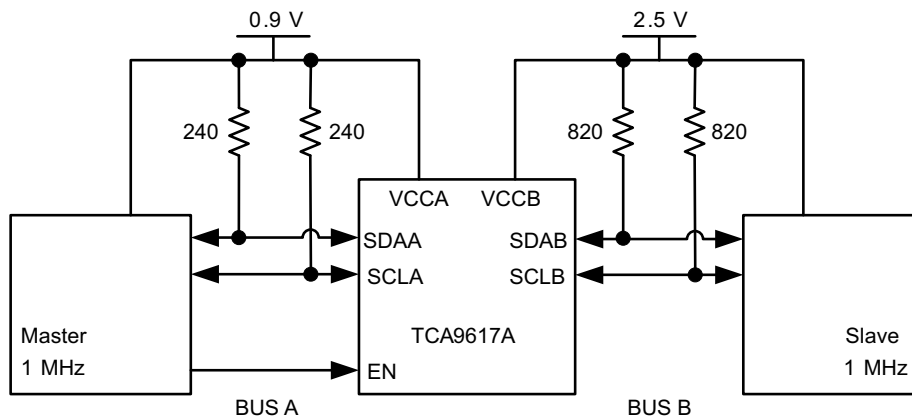 0.9 V
2.5 V
240
240
820
820
VCCA
VCCB
SDAA
SDAB
SCLA
SCLB
TCA9617A
EN
Master
1 MHz
Slave
1 MHz
BUS A
BUS B